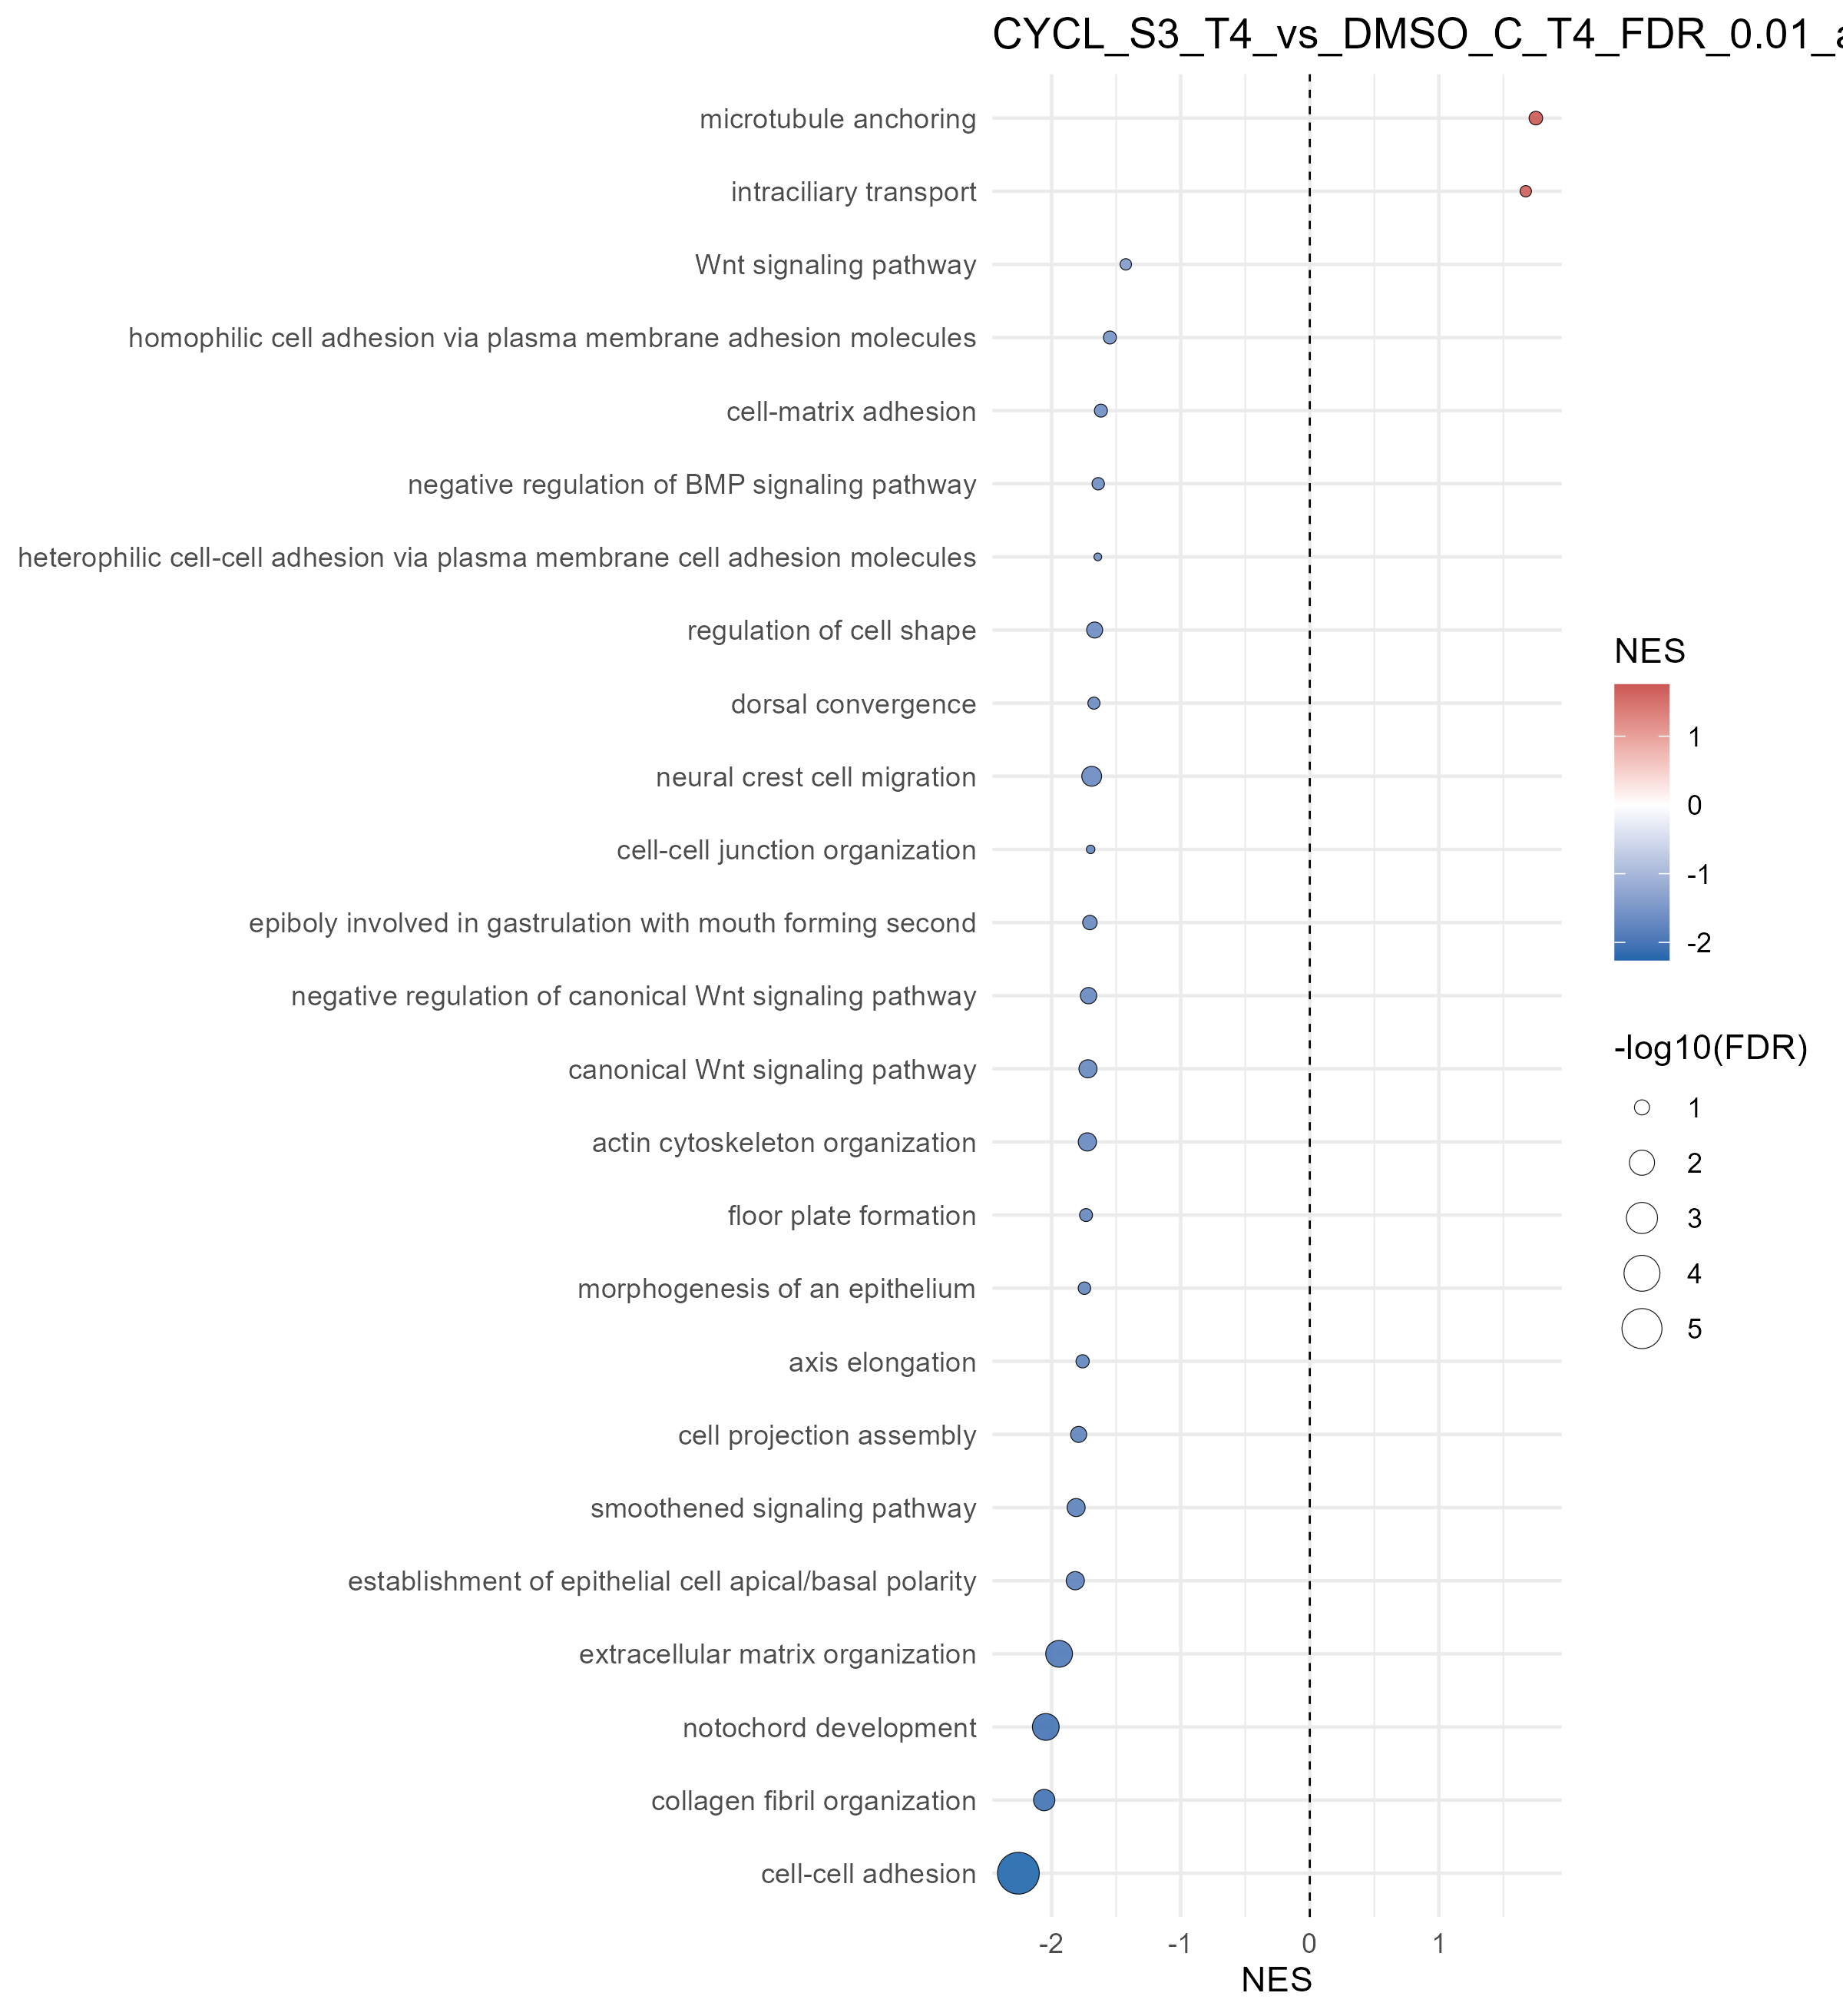 CYCL_S3_T4_vs_DMSO_C_T4_FDR_0.01_
microtubule anchoring
intraciliary transport
Wnt signaling pathway
homophilic cell adhesion via plasma membrane adhesion molecules
cell-matrix adhesion
negative regulation of BMP signaling pathway
heterophilic cell-cell adhesion via plasma membrane cell adhesion molecules
regulation of cell shape
dorsal convergence
neural crest cell migration
cell-cell junction organization
epiboly involved in gastrulation with mouth forming second
negative regulation of canonical Wnt signaling pathway
canonical Wnt signaling pathway
actin cytoskeleton organization
floor plate formation
morphogenesis of an epithelium
axis elongation
cell projection assembly
smoothened signaling pathway
establishment of epithelial cell apical/basal polarity
extracellular matrix organization
notochord development
collagen fibril organization
cell-cell adhesion
-2 -1 0 1
NES
NES
1
0
-1
-2
-log10(FDR)
1
2
3
4
5